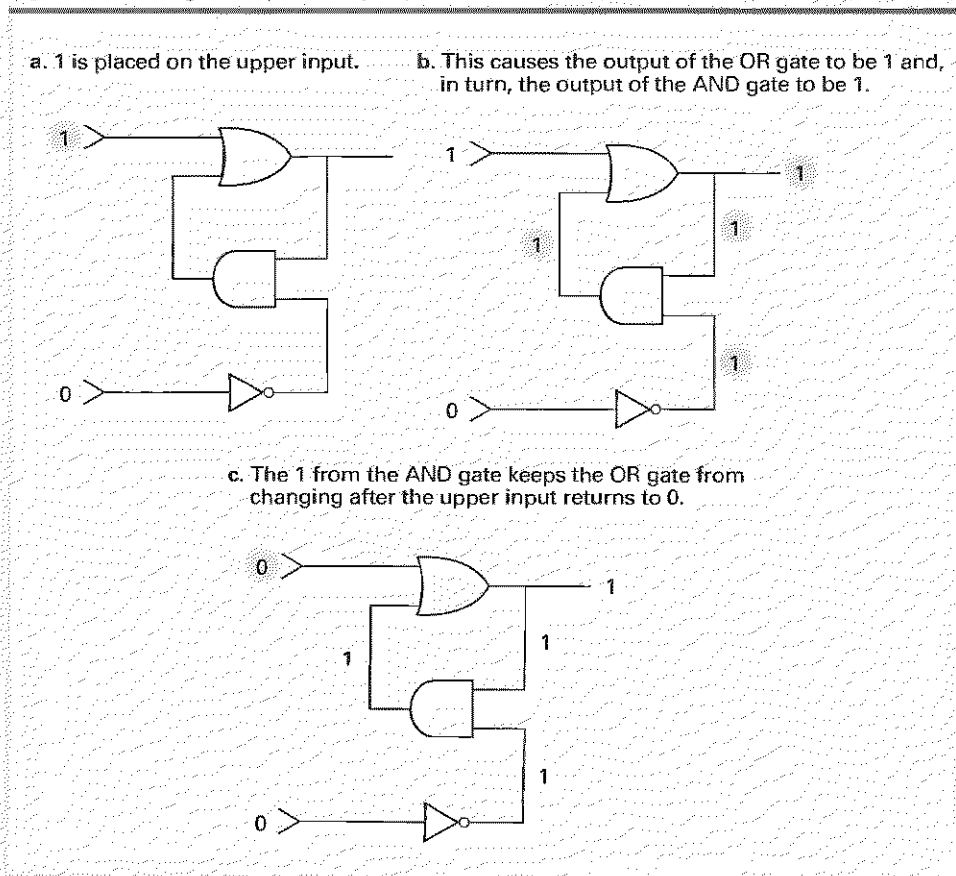 a. 1 is placed on the upper input.
b. This causes the output of the OR gate to be 1 and,
in turn, the output of the AND gate to be 1.
1
0
1
1
1
1
1
0
c. The 1 from the AND gate keeps the OR gate from
changing after the upper input returns to 0.
0
1
1
1
1
0